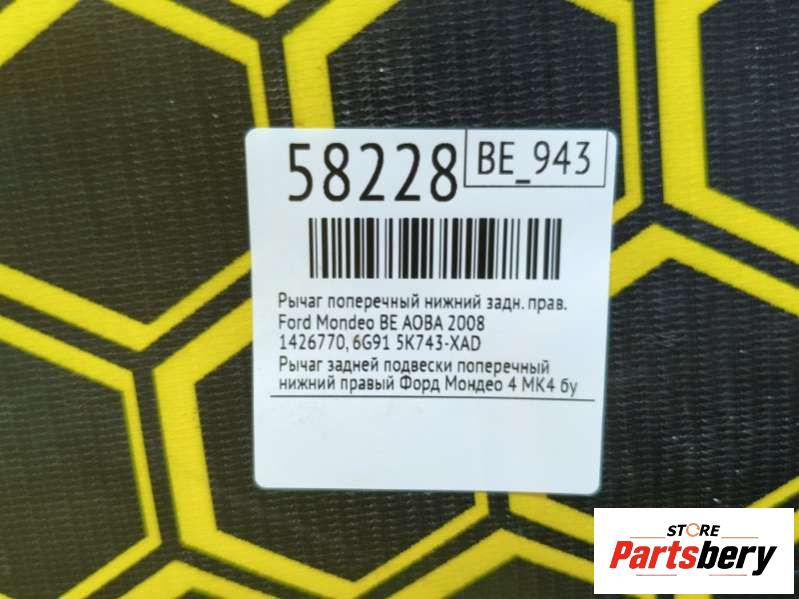 58228
BE_943
Рычаг поперечный нижний задн. прав.
Ford Mondeo BE AOBA 2008
1426770, 6G91 5K743-XAD
Рычаг задней подвески поперечный
нижний правый Форд Мондео 4 МК4 бу
STORE
Partsbery